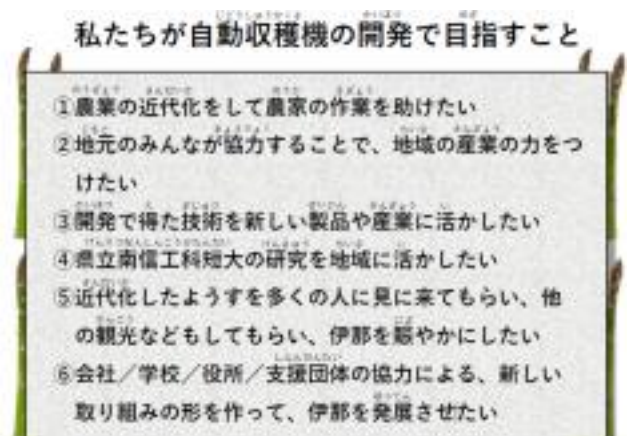 私たちが自動収穫機の開発で目指すこと
①農業の近代化をして農家の作業を助けたい
②地元のみんなが協力することで、地域の産業の力をつ
けたい
③開発で得た技術を新しい製品や産業に活かしたい
④県立南信工科短大の研究を地域に活かしたい
⑤近代化したようすを多くの人に見に来てもらい、他
の観光などもしてもらい、伊那を賑やかにしたい
⑥会社/学校/役所/支援団体の協力による、新しい
取り組みの形を作って、伊那を発展させたい